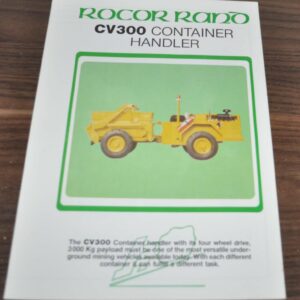 ROCOR RAND
CV300 CONTAINER
HANDLER
The CV300 Container handler with its four wheel drive,
3000 Kg payload must be one of the most versatile under-
ground mining vehicles available today. With each different
container it can fulfill a different task.